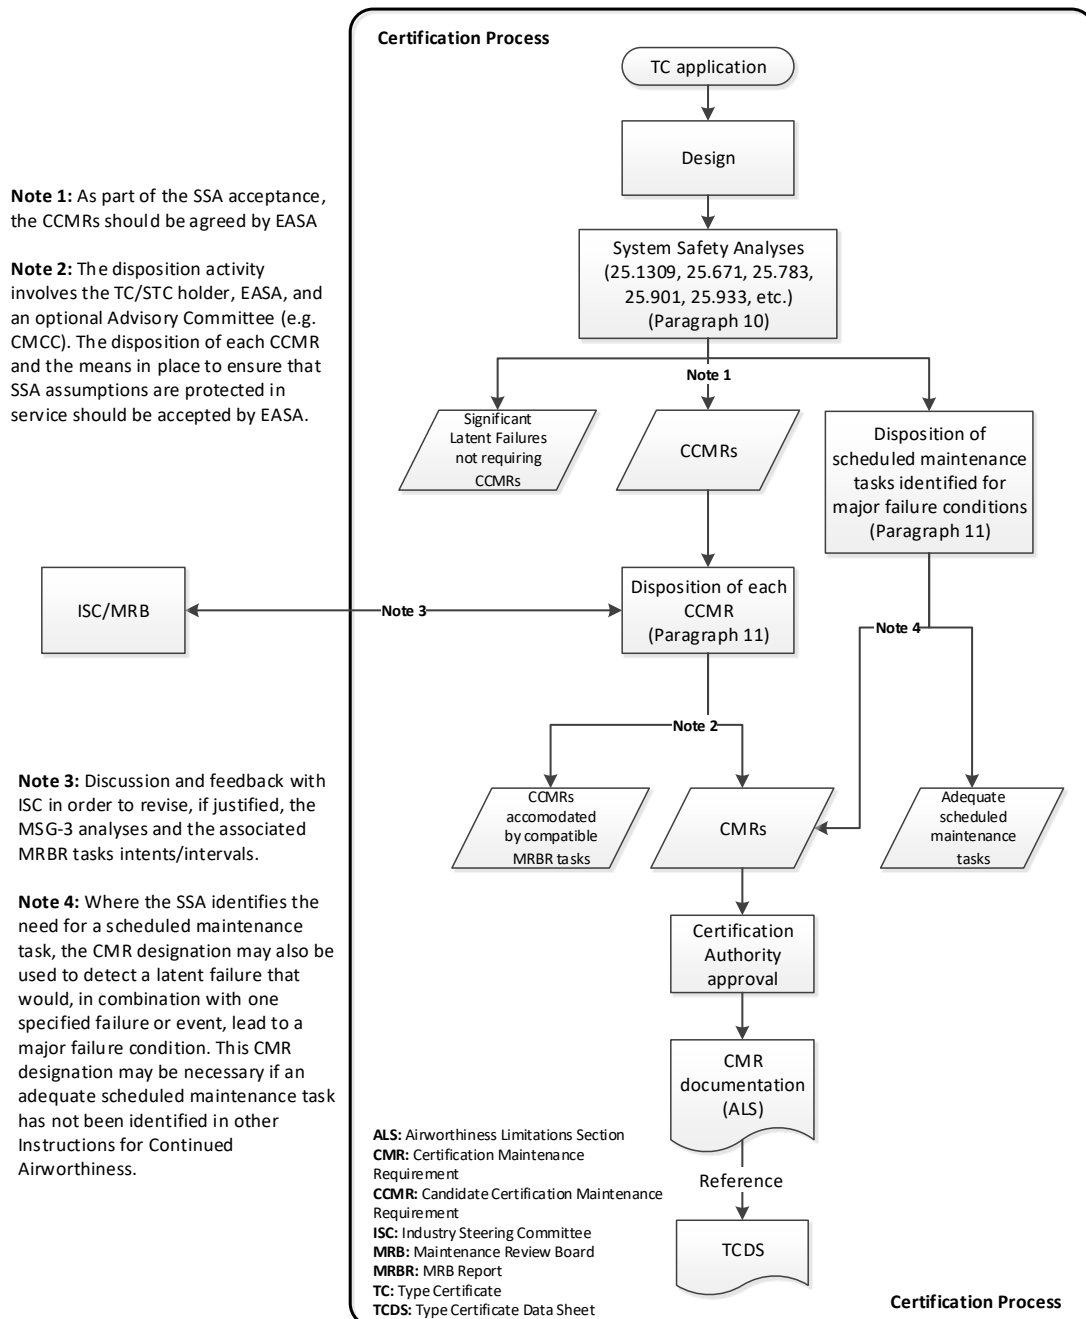 Certification Process
TC application
Design
Note 1: As part of the SSA acceptance,
the CCMRs should be agreed by EASA
Note 2: The disposition activity
involves the TC/STC holder, EASA, and
an optional Advisory Committee (e.g.
CMCC). The disposition of each CCMR
and the means in place to ensure that
SSA assumptions are protected in
service should be accepted by EASA.
System Safety Analyses
(25.1309, 25.671, 25.783,
25.901, 25.933, etc.)
(Paragraph 10)
Note 1
Significant
Latent Failures
not requiring
CCMRs
CCMRs
Disposition of
scheduled maintenance
tasks identified for
major failure conditions
(Paragraph 11)
ISC/MRB
Note 3
Disposition of each
CCMR
(Paragraph 11)
Note 4
Note 2
CCMRs
accomodated
by compatible
MRBR tasks
CMRs
Adequate
scheduled
maintenance
tasks
Note 3: Discussion and feedback with
ISC in order to revise, if justified, the
MSG-3 analyses and the associated
MRBR tasks intents/intervals.
Note 4: Where the SSA identifies the
need for a scheduled maintenance
task, the CMR designation may also be
used to detect a latent failure that
would, in combination with one
specified failure or event, lead to a
major failure condition. This CMR
designation may be necessary if an
adequate scheduled maintenance task
has not been identified in other
Instructions for Continued
Airworthiness.
Certification
Authority
approval
CMR
documentation
(ALS)
Reference
TCDS
ALS: Airworthiness Limitations Section
CMR: Certification Maintenance
Requirement
CCMR: Candidate Certification Maintenance
Requirement
ISC: Industry Steering Committee
MRB: Maintenance Review Board
MRBR: MRB Report
TC: Type Certificate
TCDS: Type Certificate Data Sheet
Certification Process